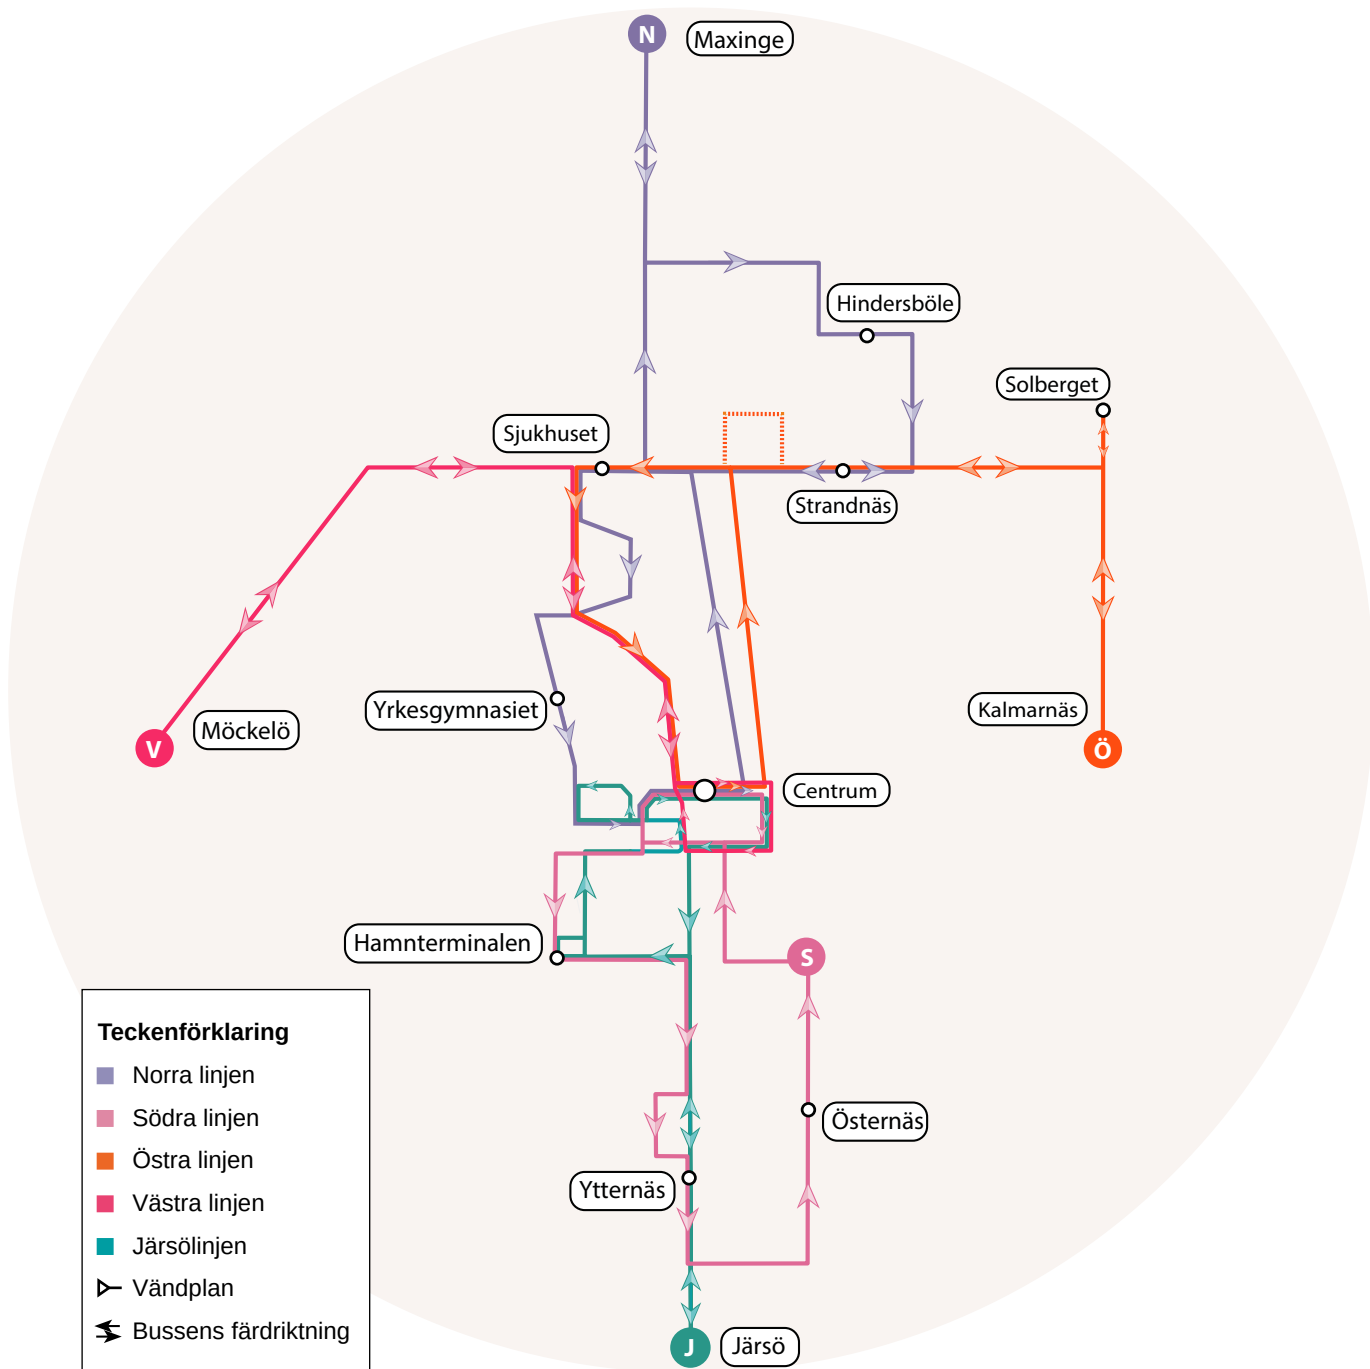 N
Maxinge
Hindersböle
Solberget
Sjukhuset
Strandnäs
Yrkesgymnasiet
Kalmarnäs
Möckelö
V
Ö
Centrum
Hamnterminalen
S
Teckenförklaring
Norra linjen
Södra linjen
Östra linjen
Västra linjen
Järsölinjen
Vändplan
Bussens färdriktning
Östernäs
Ytternäs
J
Järsö